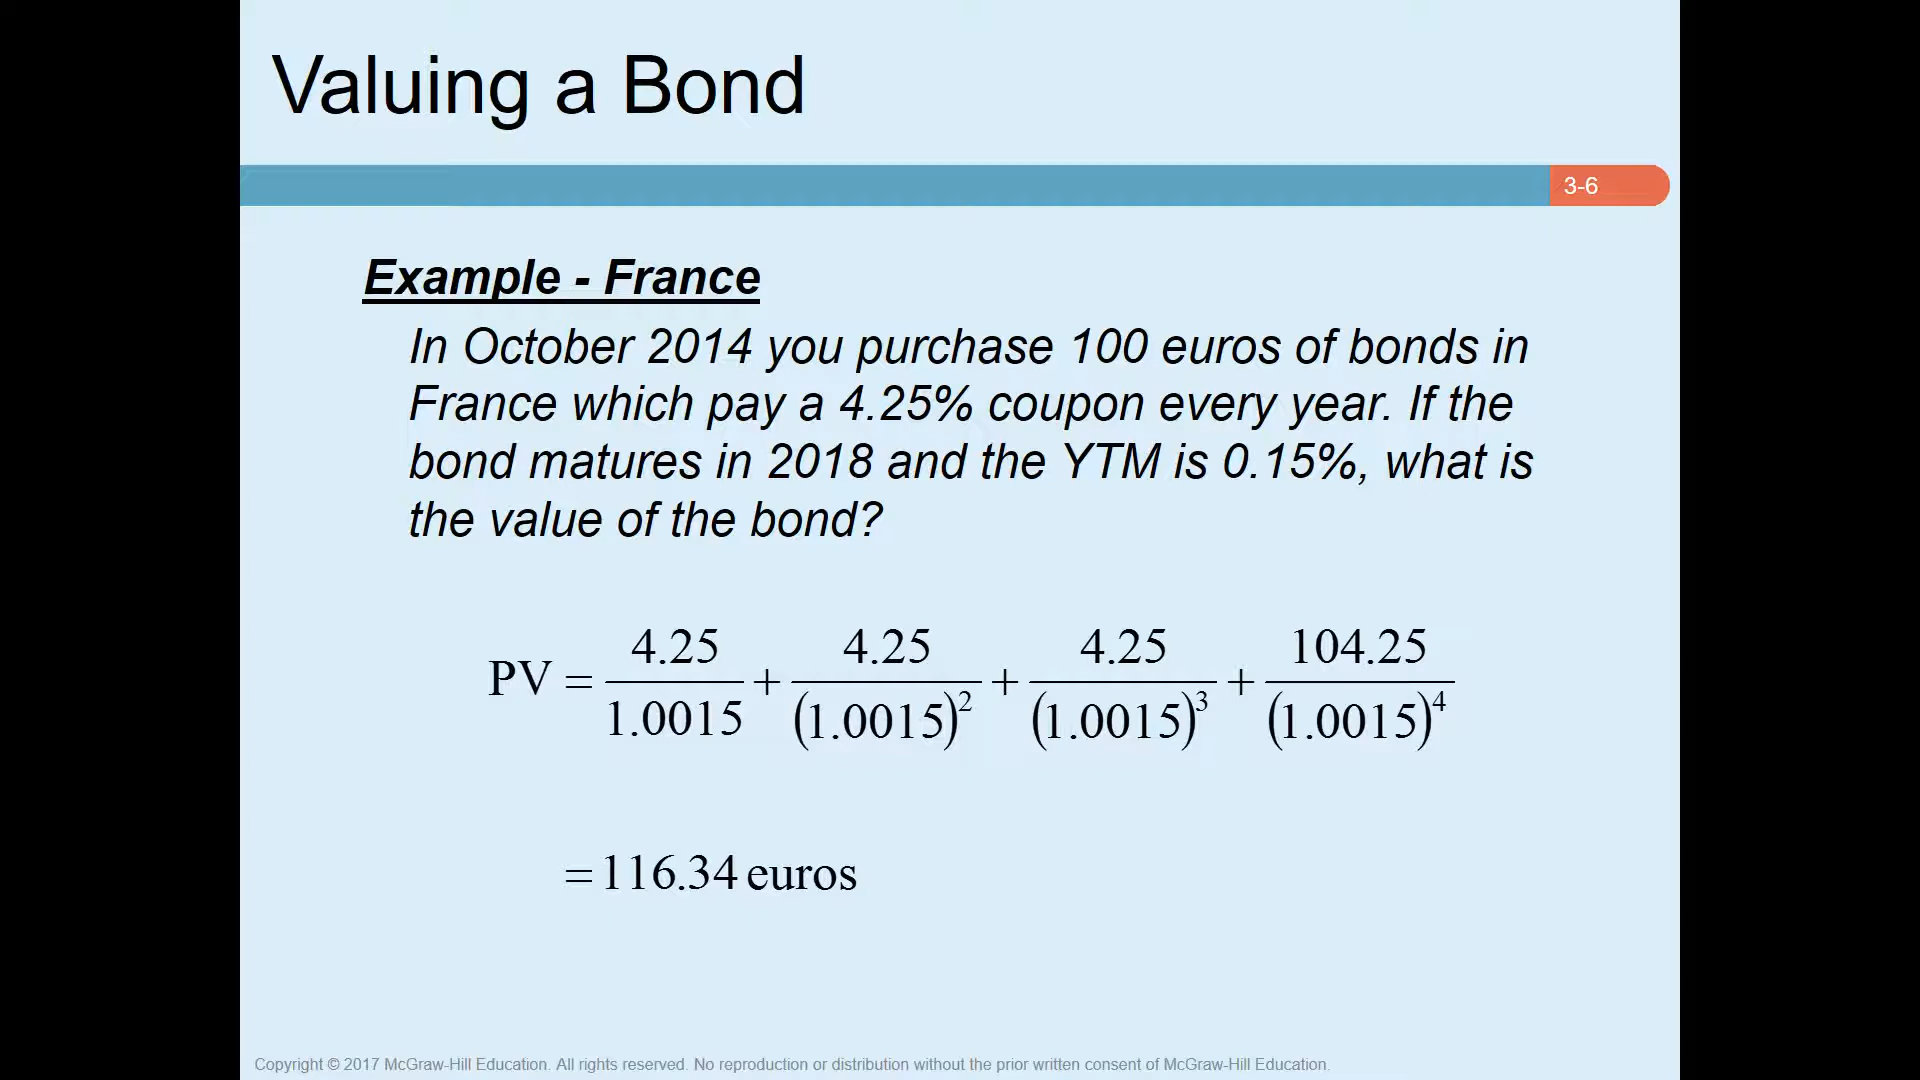 Valuing a Bond
3-6
Example - France
In October 2014 you purchase 100 euros of bonds in
France which pay a 4.25% coupon every year. If the
bond matures in 2018 and the YTM is 0.15%, what is
the value of the bond?
PV = 4.25/1.0015 + 4.25/(1.0015)^2 + 4.25/(1.0015)^3 + 104.25/(1.0015)^4
= 116.34 euros
Copyright © 2017 McGraw-Hill Education. All rights reserved. No reproduction or distribution without the prior written consent of McGraw-Hill Education.